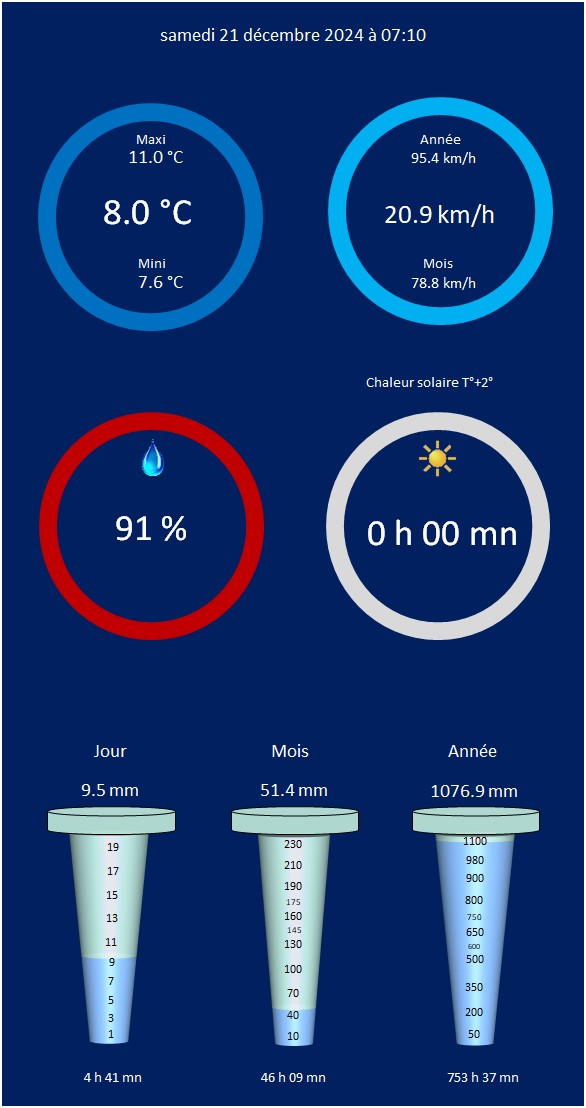 samedi 21 décembre 2024 à 07:10
Maxi
11.0 °C
8.0 °C
Mini
7.6 °C
Année
95.4 km/h
20.9 km/h
Mois
78.8 km/h
Chaleur solaire T°+2°
91 %
0 h 00 mn
Jour
9.5 mm
19
17
15
13
11
9
7
5
3
1
4 h 41 mn
Mois
51.4 mm
230
210
190
175
160
145
130
100
70
40
10
46 h 09 mn
Année
1076.9 mm
1100
980
900
800
750
650
600
500
350
200
50
753 h 37 mn